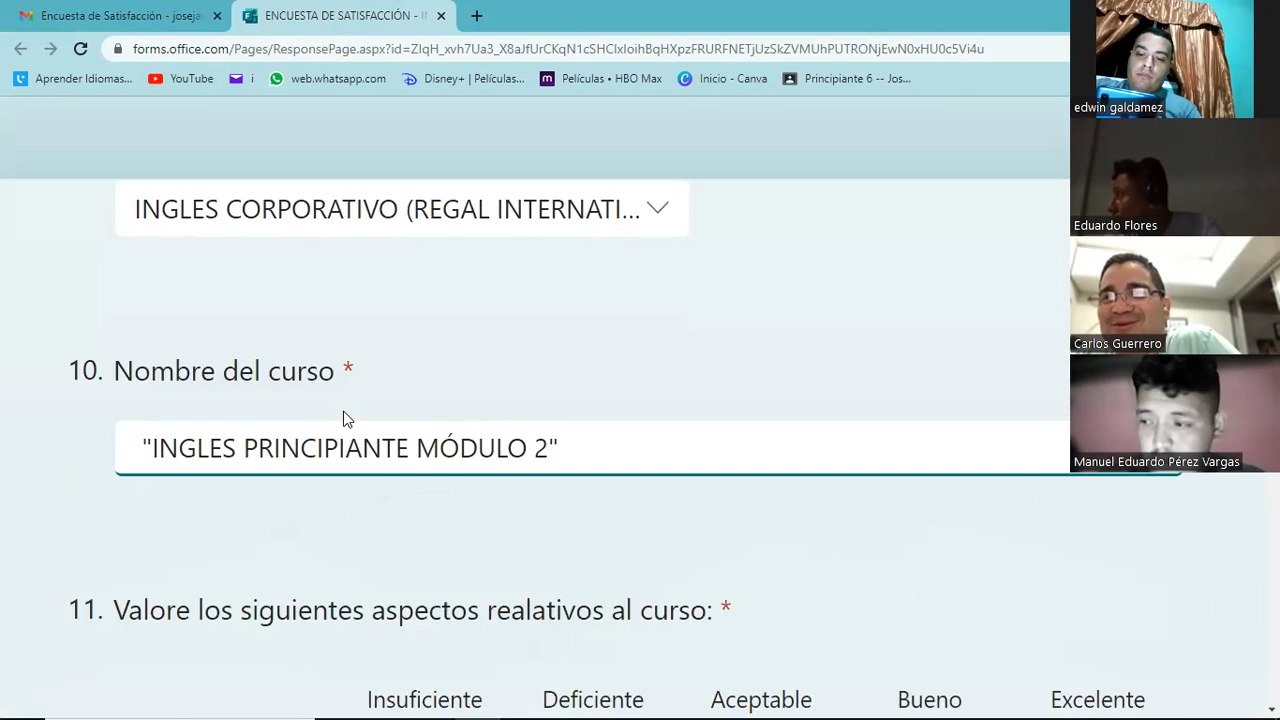 Encuesta de Satisfacción - joseja
ENCUESTA DE SATISFACCIÓN - I
forms.office.com/Pages/ResponsePage.aspx?id=ZIqH_xvh7Ua3_X8aJfUrCKqN1cSHClxIoihBqHXpzFRURFNETjUzSkZVMUhPUTRONjEwN0xHU0c5Vi4u
Aprender Idiomas...
YouTube
i
web.whatsapp.com
Disney+ | Películas...
Películas • HBO Max
Inicio - Canva
Principiante 6 -- Jos...
edwin galdamez
Eduardo Flores
Carlos Guerrero
Manuel Eduardo Pérez Vargas
INGLES CORPORATIVO (REGAL INTERNATI...
10. Nombre del curso *
"INGLES PRINCIPIANTE MÓDULO 2"
11. Valore los siguientes aspectos realativos al curso: *
Insuficiente Deficiente Aceptable Bueno Excelente